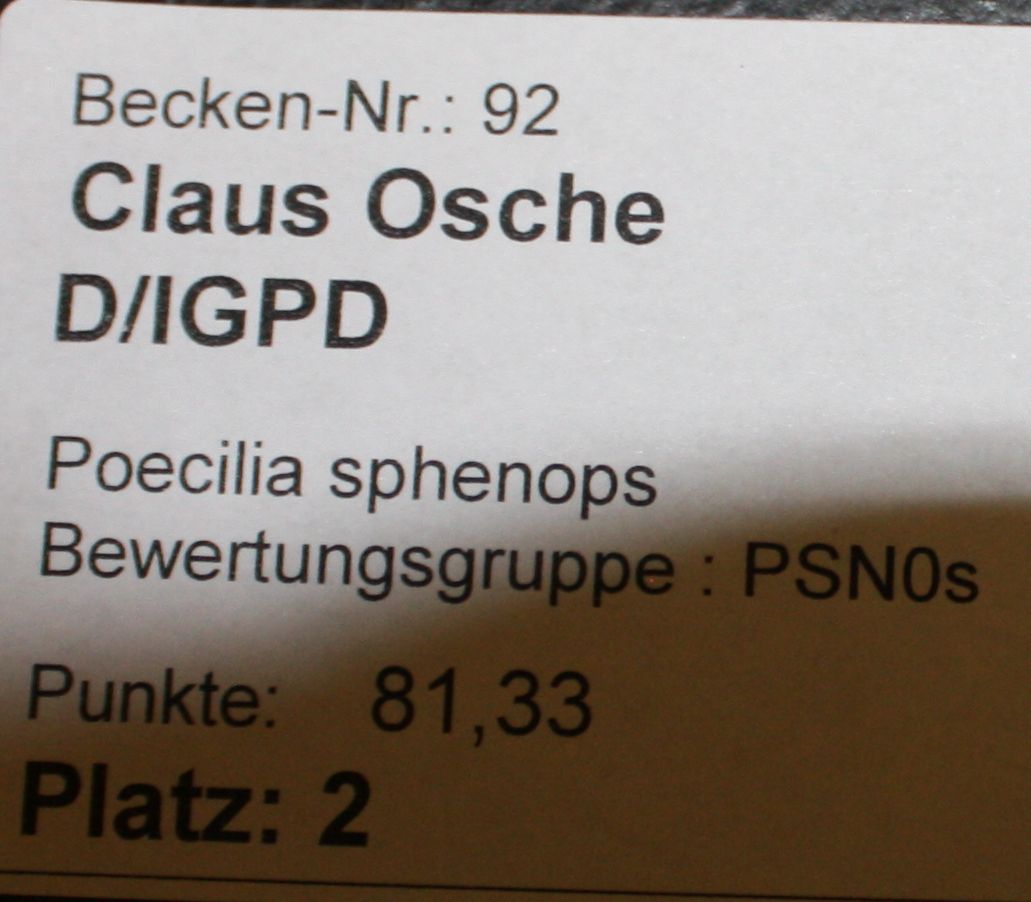 Becken-Nr.: 92
Claus Osche
D/IGPD
Poecilia sphenops
Bewertungsgruppe : PSN0s
Punkte: 81,33
Platz: 2